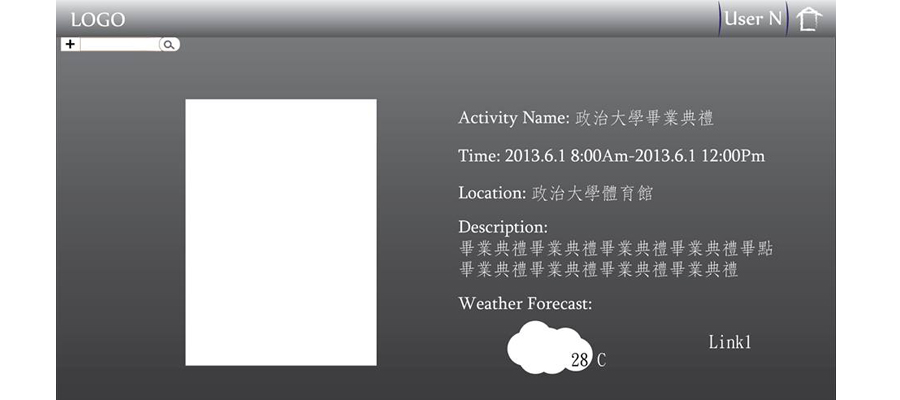 LOGO
User N
+
Activity Name: 政治大學畢業典禮
Time: 2013.6.1 8:00Am-2013.6.1 12:00Pm
Location: 政治大學體育館
Description:
畢業典禮畢業典禮畢業典禮畢業典禮畢點
畢業典禮畢業典禮畢業典禮畢業典禮
Weather Forecast:
28 C
Link1